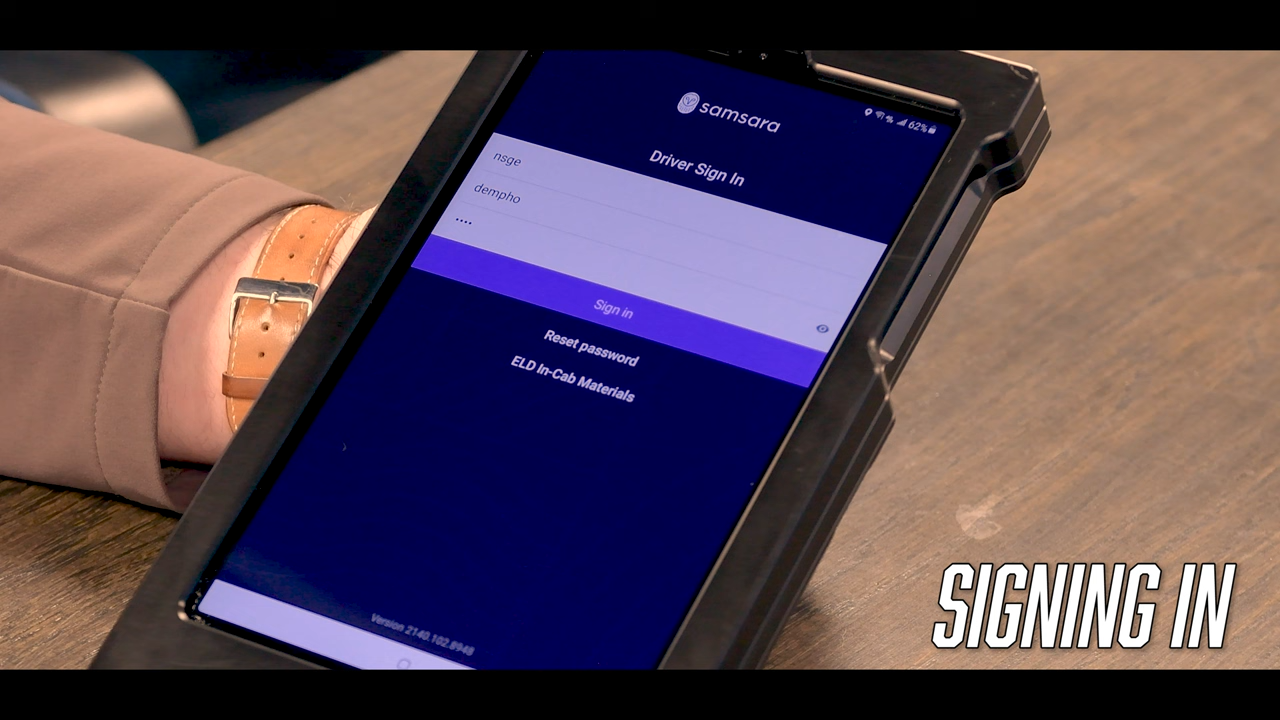 samsara
62%
Driver Sign In
nsge
dempho
••••
Sign in
Reset password
ELD In-Cab Materials
Version 2140.102.8948
SIGNING IN